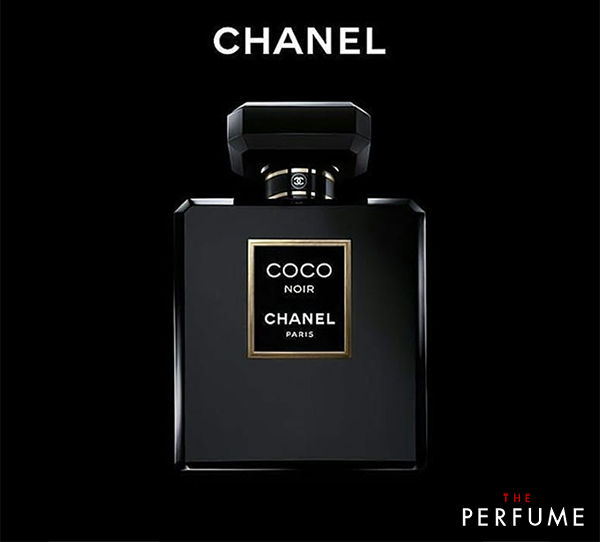 CHANEL
COCO
NOIR
CHANEL
PARIS
THE
PERFUME